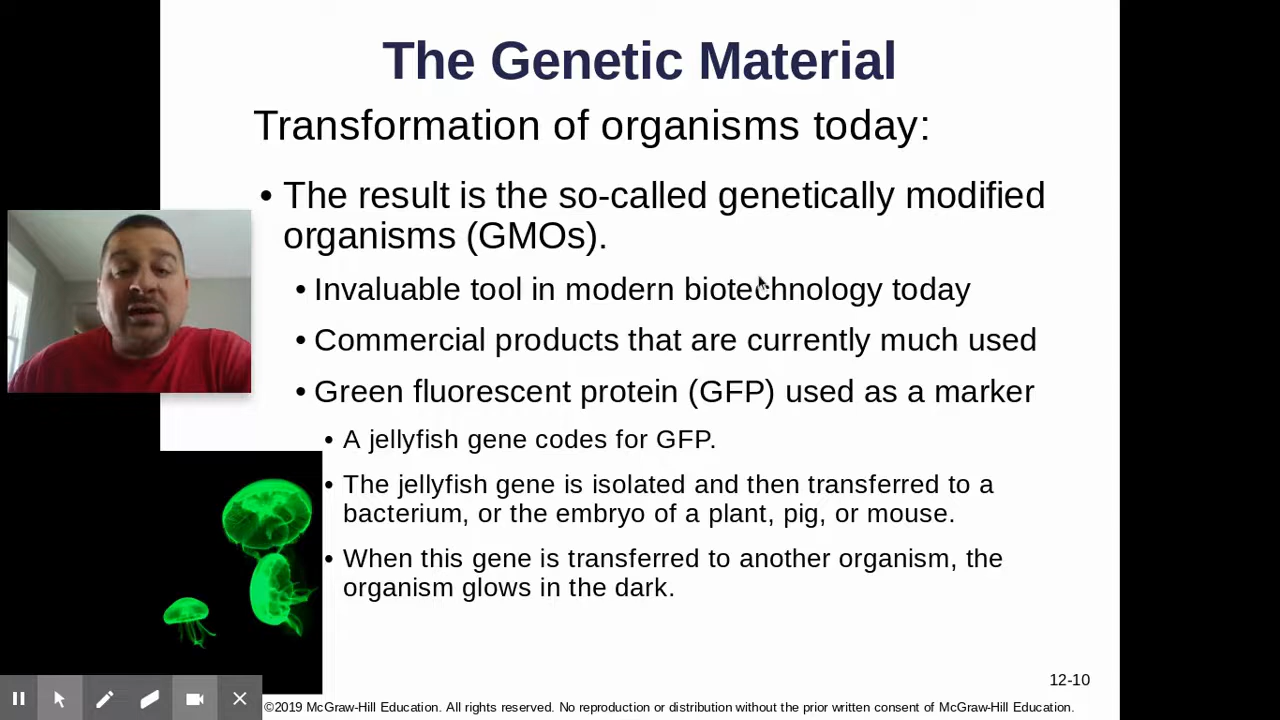 The Genetic Material
Transformation of organisms today:
• The result is the so-called genetically modified
organisms (GMOs).
• Invaluable tool in modern biotechnology today
• Commercial products that are currently much used
• Green fluorescent protein (GFP) used as a marker
• A jellyfish gene codes for GFP.
• The jellyfish gene is isolated and then transferred to a
bacterium, or the embryo of a plant, pig, or mouse.
• When this gene is transferred to another organism, the
organism glows in the dark.
12-10
©2019 McGraw-Hill Education. All rights reserved. No reproduction or distribution without the prior written consent of McGraw-Hill Education.